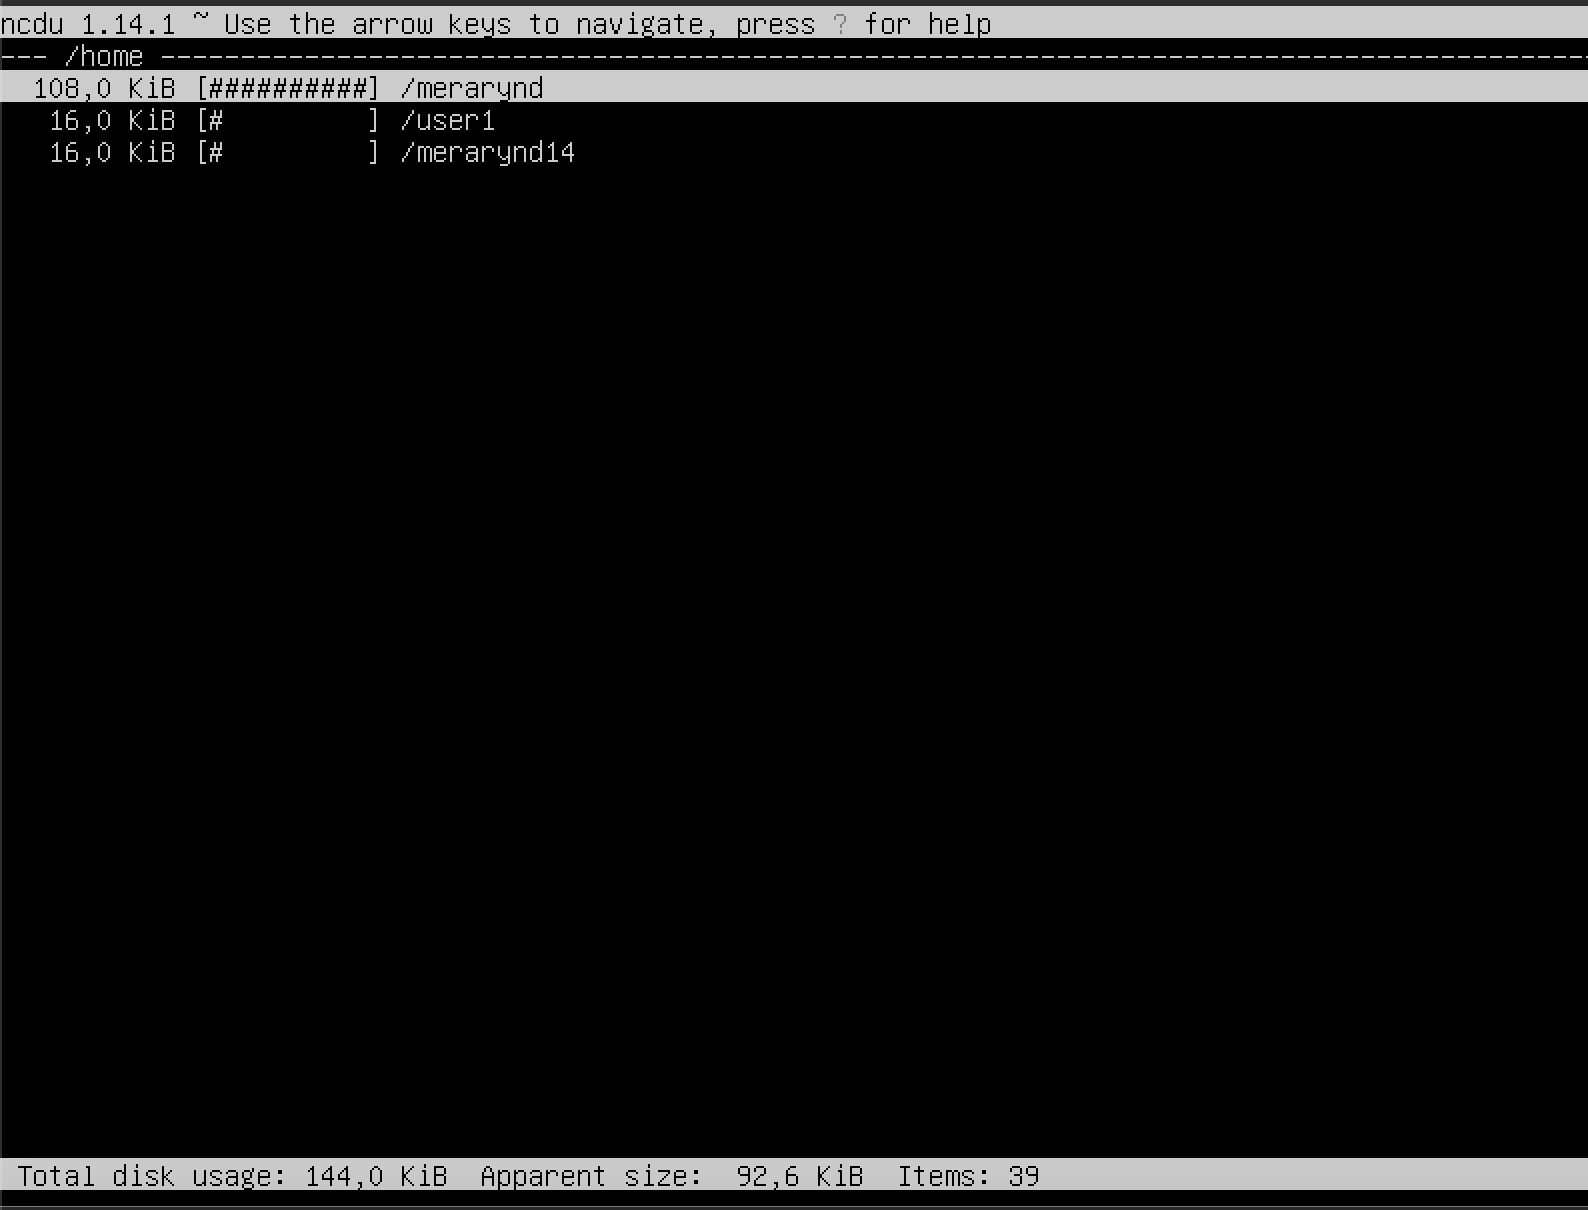 ncdu 1.14.1 ~ Use the arrow keys to navigate, press ? for help
--- /home ------------------------------------------------------------------------------------------
108,0 KiB [##########] /merarynd
16,0 KiB [#         ] /user1
16,0 KiB [#         ] /merarynd14
Total disk usage: 144,0 KiB  Apparent size:  92,6 KiB  Items: 39